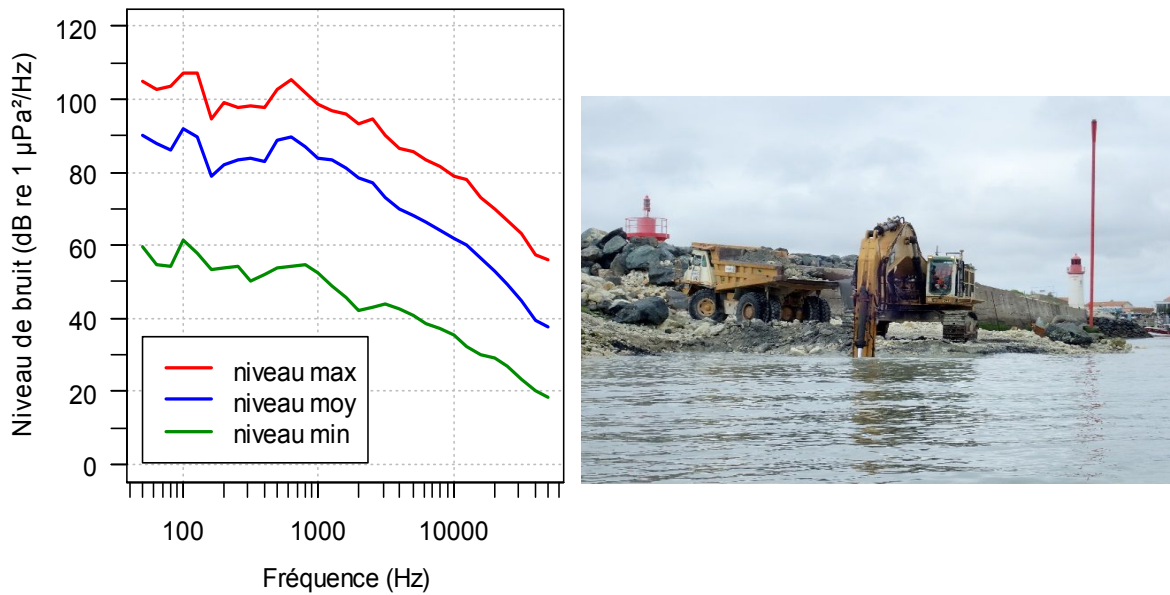 Niveau de bruit (dB re 1 µPa²/Hz)
120
100
80
60
40
20
0
niveau max
niveau moy
niveau min
100
1000
10000
Fréquence (Hz)